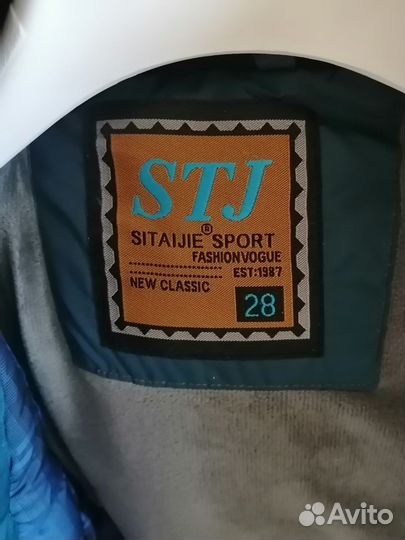 STJ
SITAIJIE® SPORT
FASHIONVOGUE
EST:1987
NEW CLASSIC
28
Avito